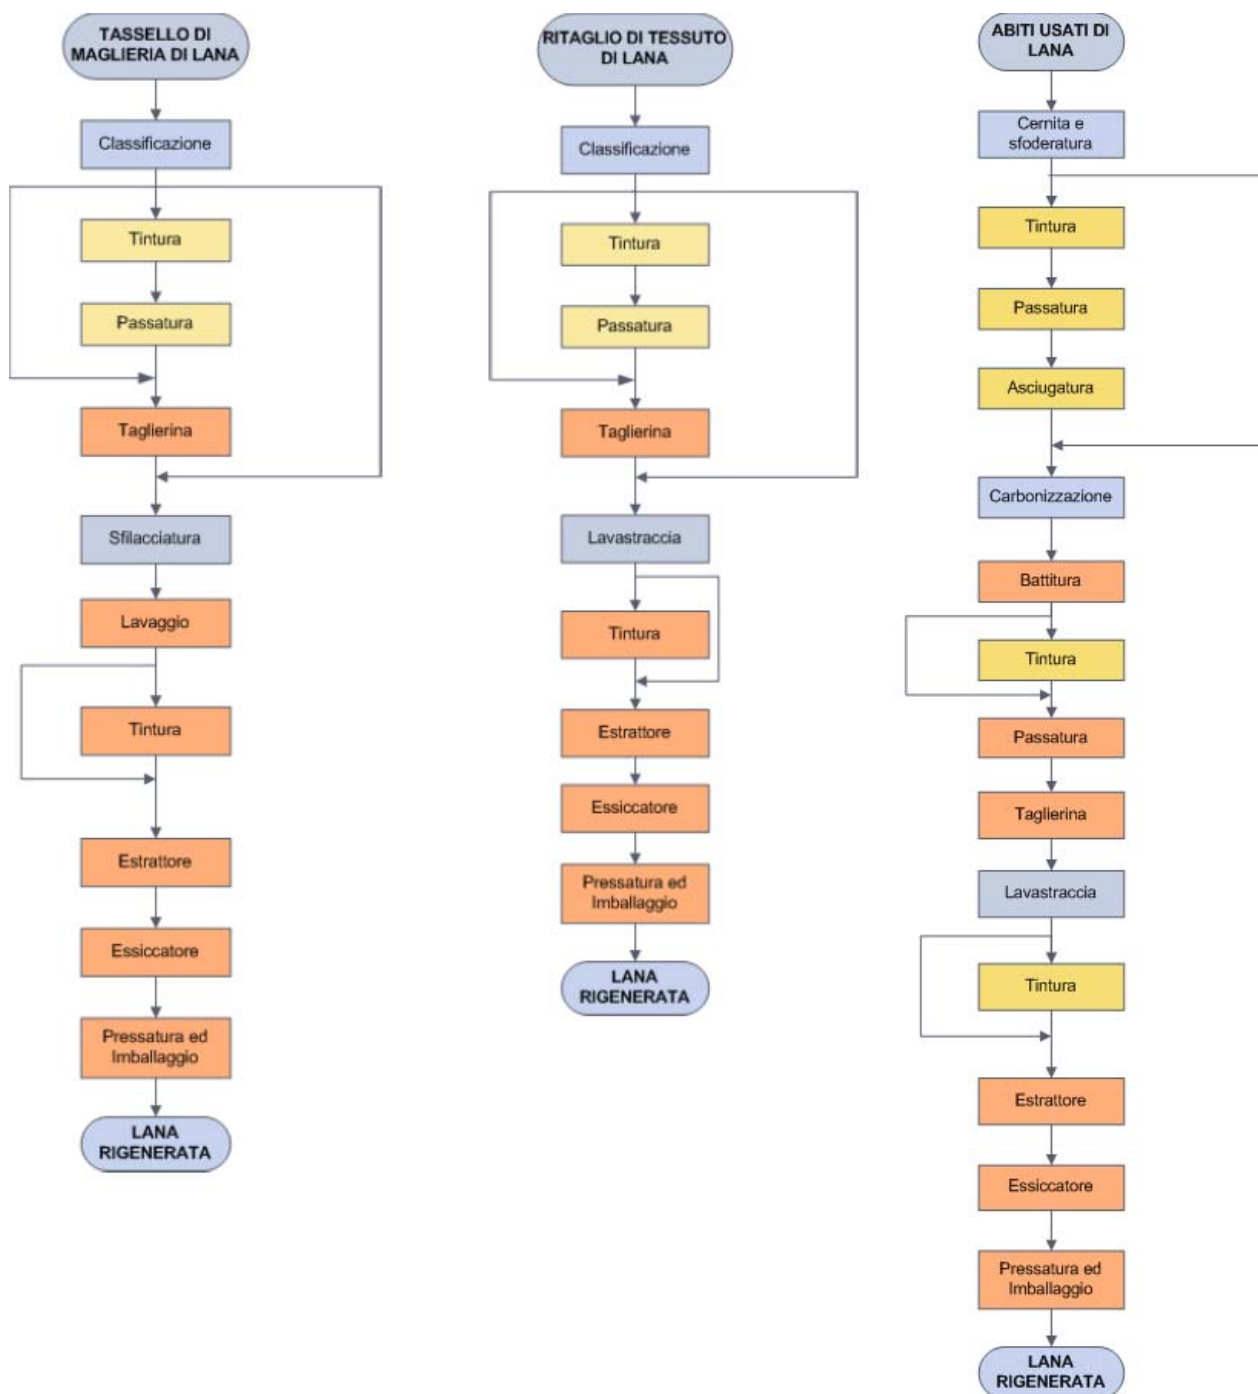 TASSELLO DI
MAGLIERIA DI LANA
Classificazione
Tintura
Passatura
Taglierina
Sfilacciatura
Lavaggio
Tintura
Estrattore
Essiccatore
Pressatura ed
Imballaggio
LANA
RIGENERATA
RITAGLIO DI TESSUTO
DI LANA
Classificazione
Tintura
Passatura
Taglierina
Lavastraccia
Tintura
Estrattore
Essiccatore
Pressatura ed
Imballaggio
LANA
RIGENERATA
ABITI USATI DI
LANA
Cernita e
sfoderatura
Tintura
Passatura
Asciugatura
Carbonizzazione
Battitura
Tintura
Passatura
Taglierina
Lavastraccia
Tintura
Estrattore
Essiccatore
Pressatura ed
Imballaggio
LANA
RIGENERATA